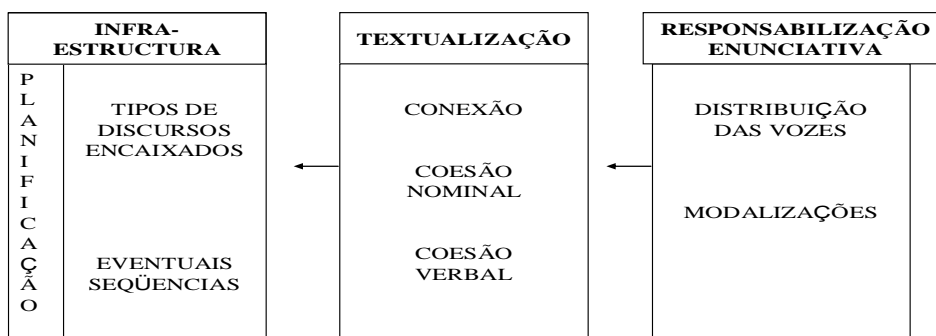 INFRA-
ESTRUCTURA
PLANIFICAÇÃO
TIPOS DE
DISCURSOS
ENCAIXADOS
EVENTUAIS
SEQÜENCIAS
TEXTUALIZAÇÃO
CONEXÃO
COESÃO
NOMINAL
COESÃO
VERBAL
RESPONSABILIZAÇÃO
ENUNCIATIVA
DISTRIBUIÇÃO
DAS VOZES
MODALIZAÇÕES